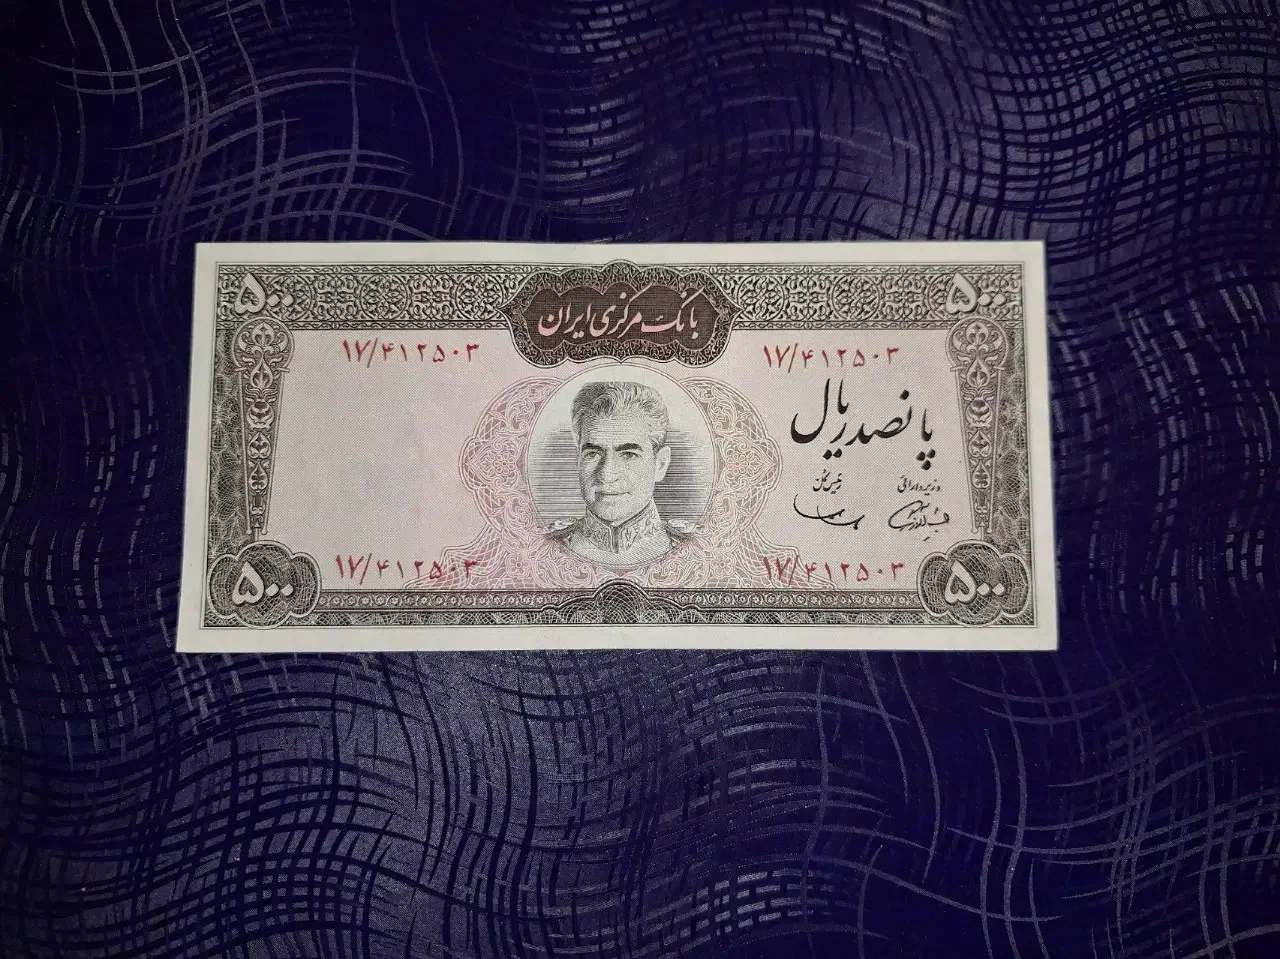 ۵۰۰ بانک مرکزی ایران ۵۰۰
۱۷/۴۱۲۵۰۳ ۱۷/۴۱۲۵۰۳
پانصد ریال
وزیر دارائی رئیس کل
۱۷/۴۱۲۵۰۳ ۱۷/۴۱۲۵۰۳
۵۰۰ ۵۰۰